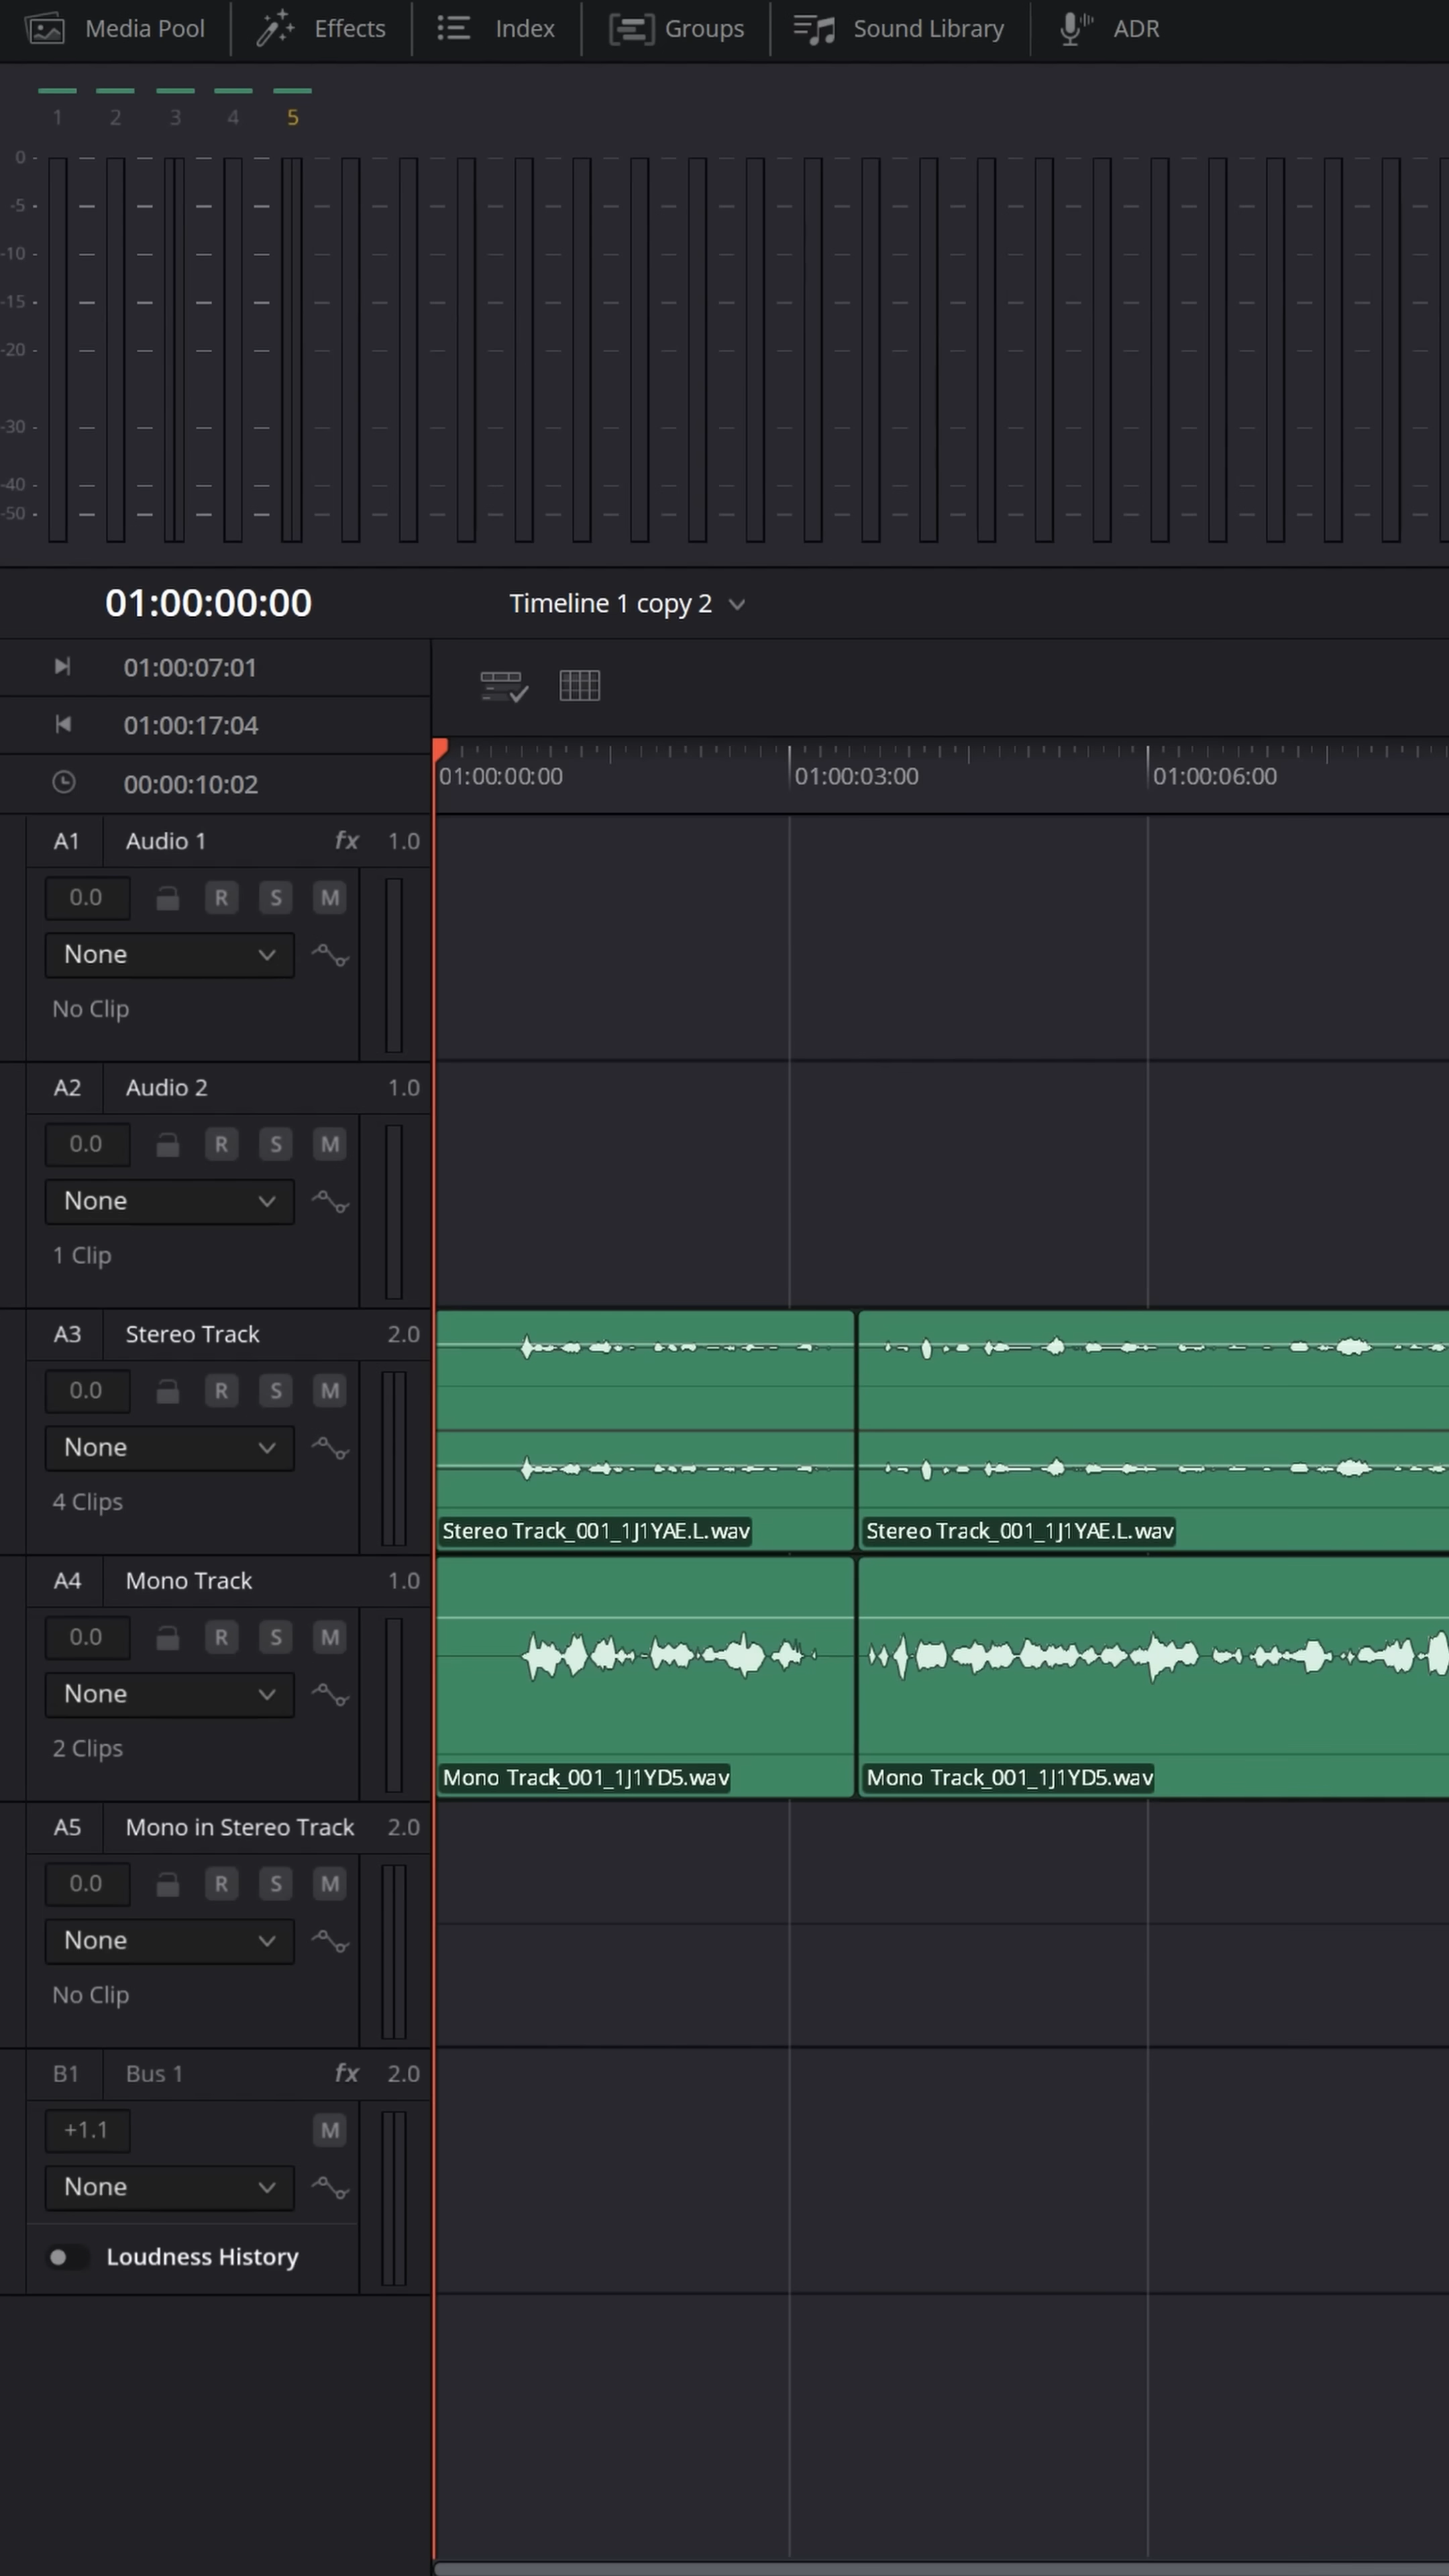 Media Pool Effects Index Groups Sound Library ADR
1 2 3 4 5
0
-5
-10
-15
-20
-30
-40
-50
01:00:00:00 Timeline 1 copy 2
01:00:07:01
01:00:17:04
01:00:00:00 01:00:03:00 01:00:06:00
00:00:10:02
A1 Audio 1 fx 1.0
0.0 R S M
None
No Clip
A2 Audio 2 1.0
0.0 R S M
None
1 Clip
A3 Stereo Track 2.0
0.0 R S M
None
4 Clips
Stereo Track_001_1J1YAE.L.wav Stereo Track_001_1J1YAE.L.wav
A4 Mono Track 1.0
0.0 R S M
None
2 Clips
Mono Track_001_1J1YD5.wav Mono Track_001_1J1YD5.wav
A5 Mono in Stereo Track 2.0
0.0 R S M
None
No Clip
B1 Bus 1 fx 2.0
+1.1 M
None
Loudness History